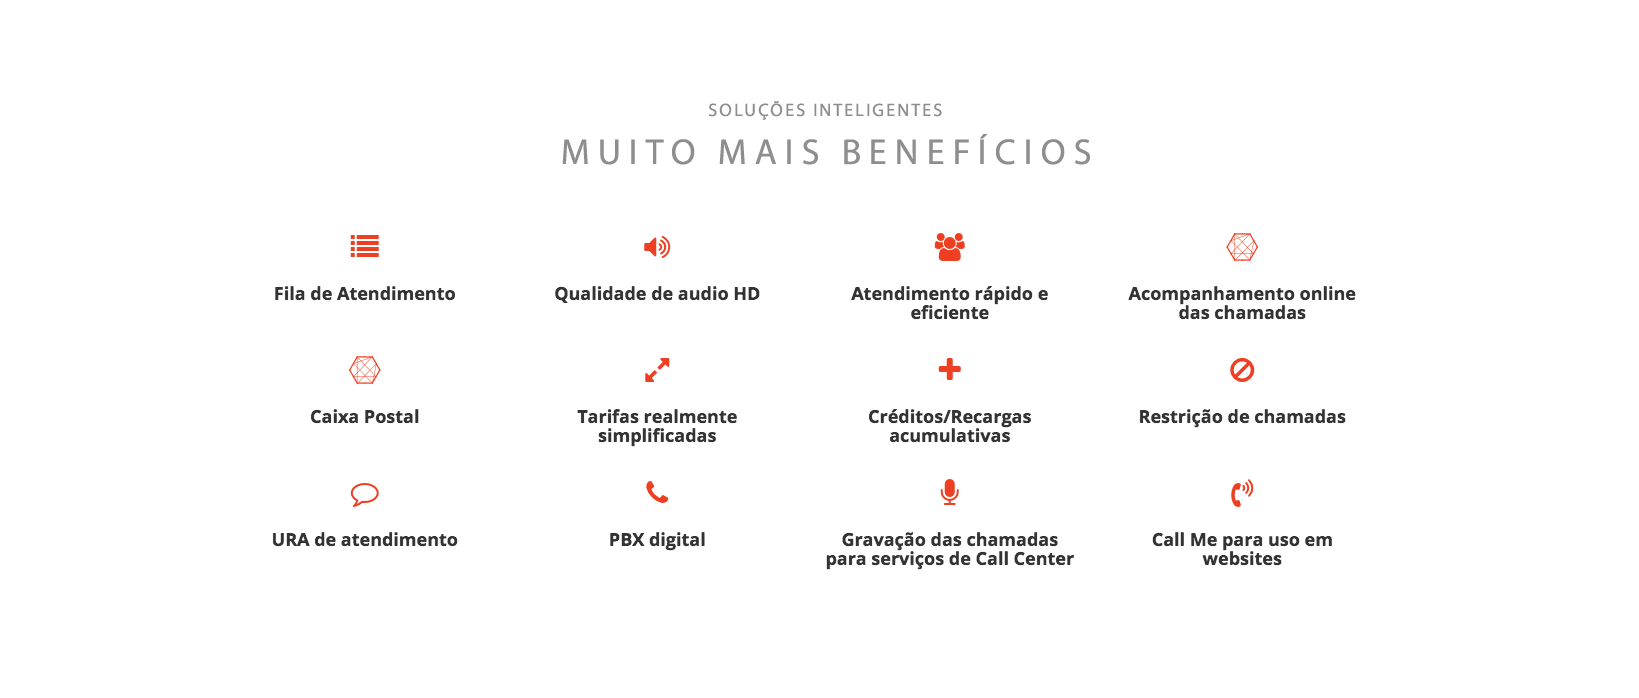 SOLUÇÕES INTELIGENTES
MUITO MAIS BENEFÍCIOS
Fila de Atendimento
Qualidade de audio HD
Atendimento rápido e
eficiente
Acompanhamento online
das chamadas
Caixa Postal
Tarifas realmente
simplificadas
Créditos/Recargas
acumulativas
Restrição de chamadas
URA de atendimento
PBX digital
Gravação das chamadas
para serviços de Call Center
Call Me para uso em
websites